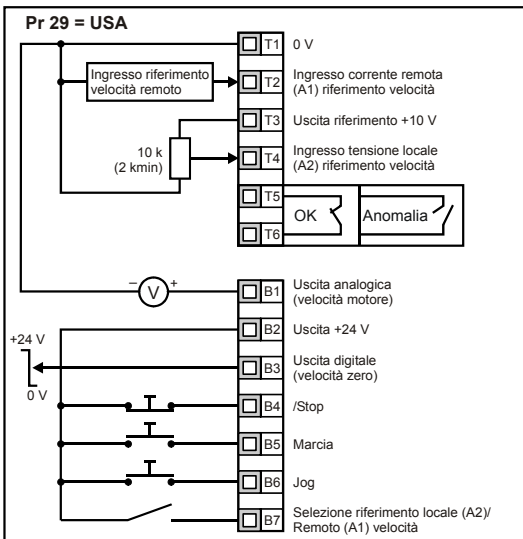 Pr 29 = USA
T1 0 V
Ingresso riferimento
velocità remoto
T2 Ingresso corrente remota
(A1) riferimento velocità
T3 Uscita riferimento +10 V
10 k
(2 kmin)
T4 Ingresso tensione locale
(A2) riferimento velocità
T5
OK Anomalia
T6
– V +
B1 Uscita analogica
(velocità motore)
B2 Uscita +24 V
+24 V
B3 Uscita digitale
(velocità zero)
0 V
B4 /Stop
B5 Marcia
B6 Jog
B7 Selezione riferimento locale (A2)/
Remoto (A1) velocità